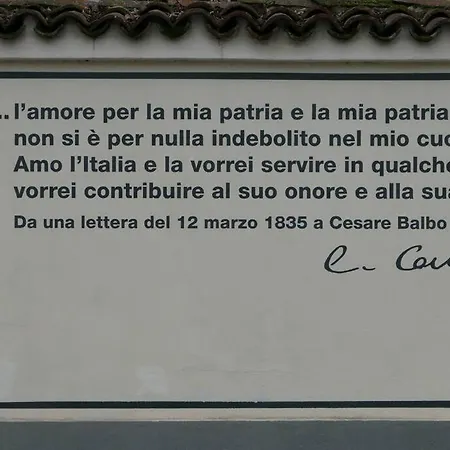 ..l'amore per la mia patria e la mia patria
non si è per nulla indebolito nel mio cuo
Amo l'Italia e la vorrei servire in qualche
vorrei contribuire al suo onore e alla sua
Da una lettera del 12 marzo 1835 a Cesare Balbo
C. Cav